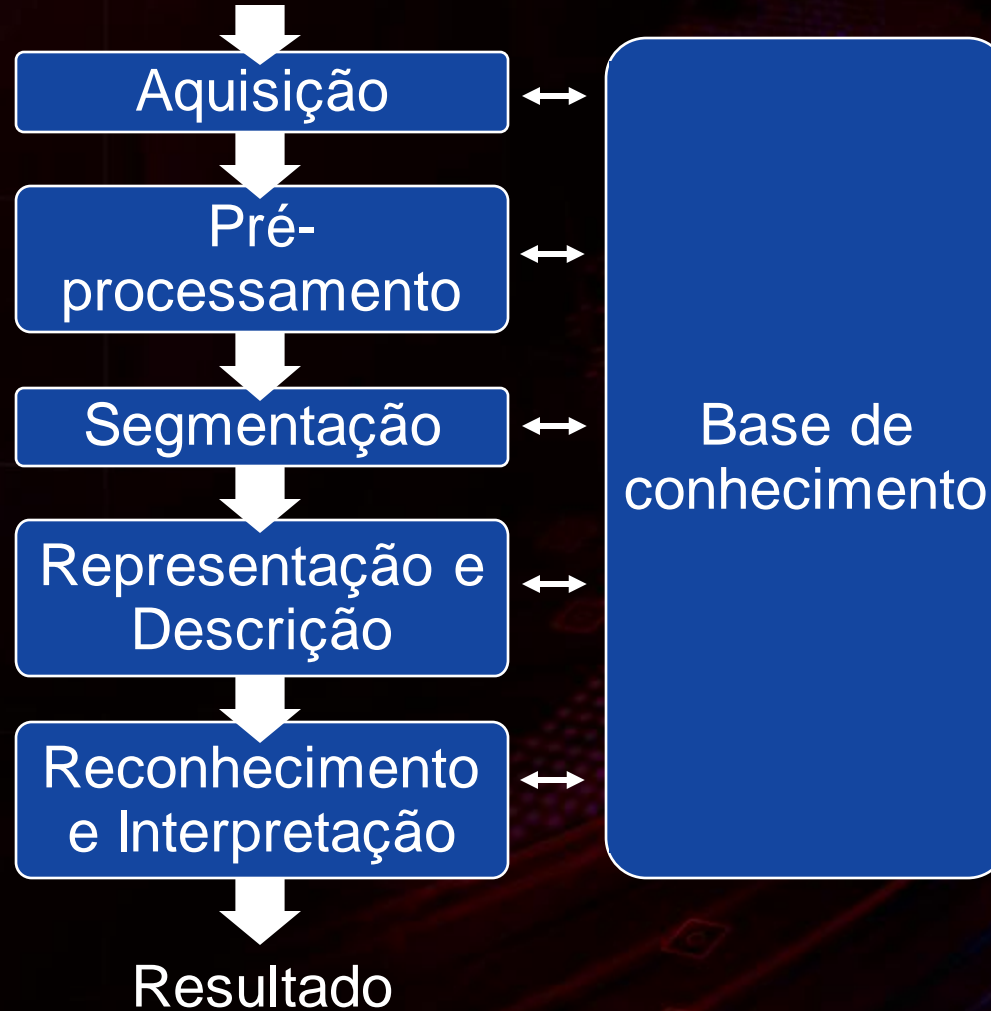 Aquisição
Pré-
processamento
Segmentação
Representação e
Descrição
Reconhecimento
e Interpretação
Resultado
Base de
conhecimento